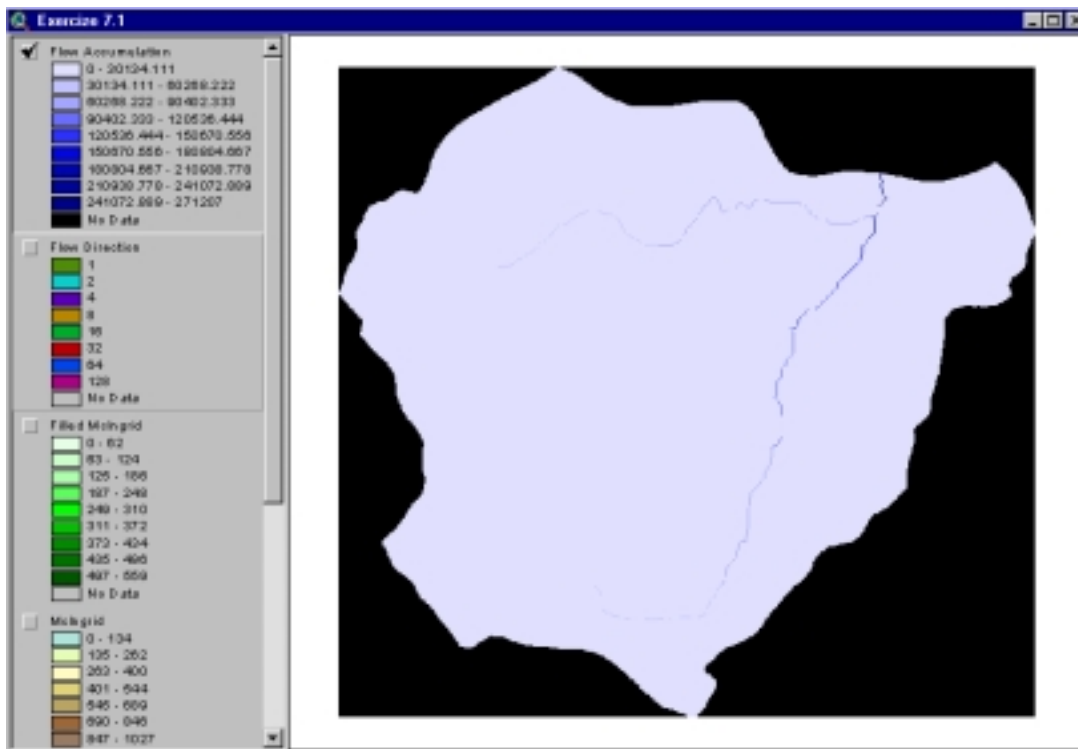 Exercize 7.1
Flow Accumulation
0 - 30134.111
30134.111 - 60268.222
60268.222 - 90402.333
90402.333 - 120536.444
120536.444 - 150670.556
150670.556 - 180804.667
180804.667 - 210938.778
210938.778 - 241072.889
241072.889 - 271207
No Data
Flow Direction
1
2
4
8
16
32
64
128
No Data
Filled Molngrid
0 - 62
63 - 124
125 - 186
187 - 248
249 - 310
311 - 372
373 - 434
435 - 496
497 - 559
No Data
Molngrid
0 - 134
135 - 262
263 - 400
401 - 544
545 - 689
690 - 846
847 - 1027